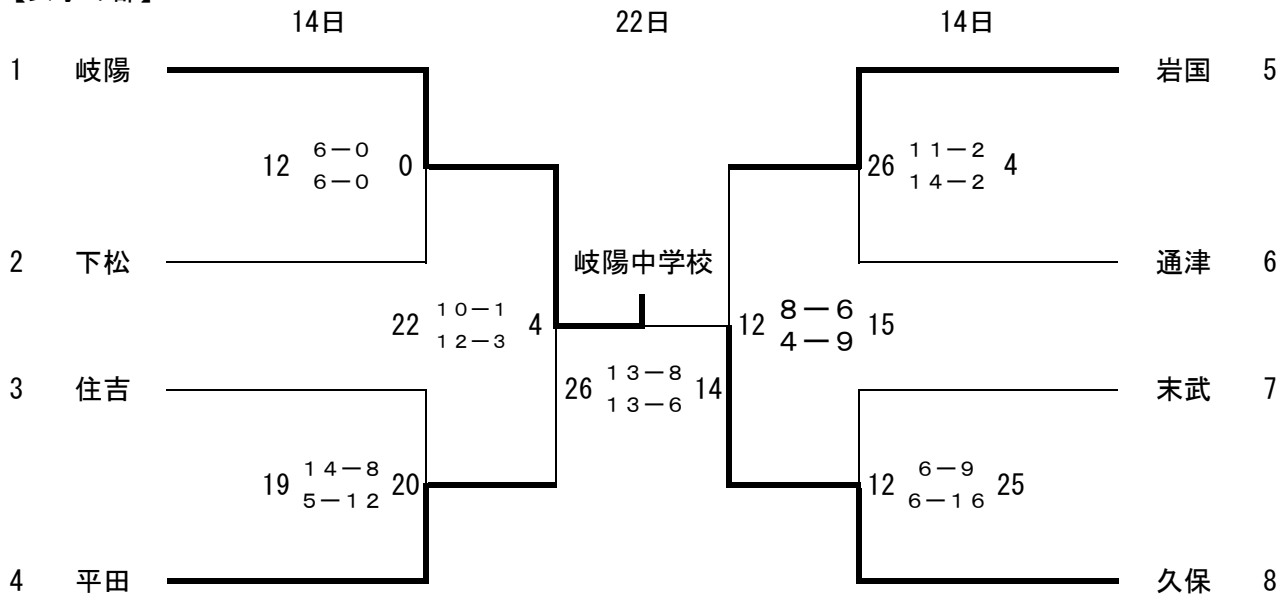 14日 22日 14日
1 岐陽 岩国 5
12 6－0 0 26 11－2 4
6－0 14－2
2 下松 岐陽中学校 通津 6
22 10－1 4 12 8－6 15
12－3 4－9
3 住吉 26 13－8 14 末武 7
13－6
19 14－8 20 12 6－9 25
5－12 6－16
4 平田 久保 8